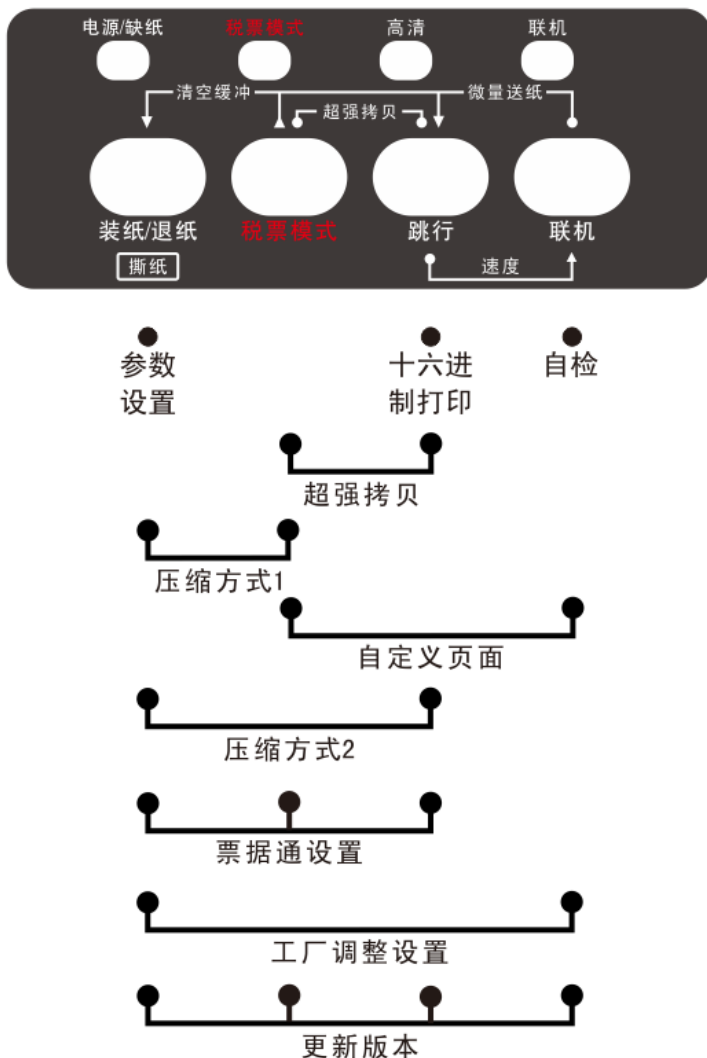 电源/缺纸 税票模式 高清 联机
清空缓冲 微量送纸
超强拷贝
装纸/退纸 税票模式 跳行 联机
撕纸 速度
参数 十六进 自检
设置 制打印
超强拷贝
压缩方式1
自定义页面
压缩方式2
票据通设置
工厂调整设置
更新版本